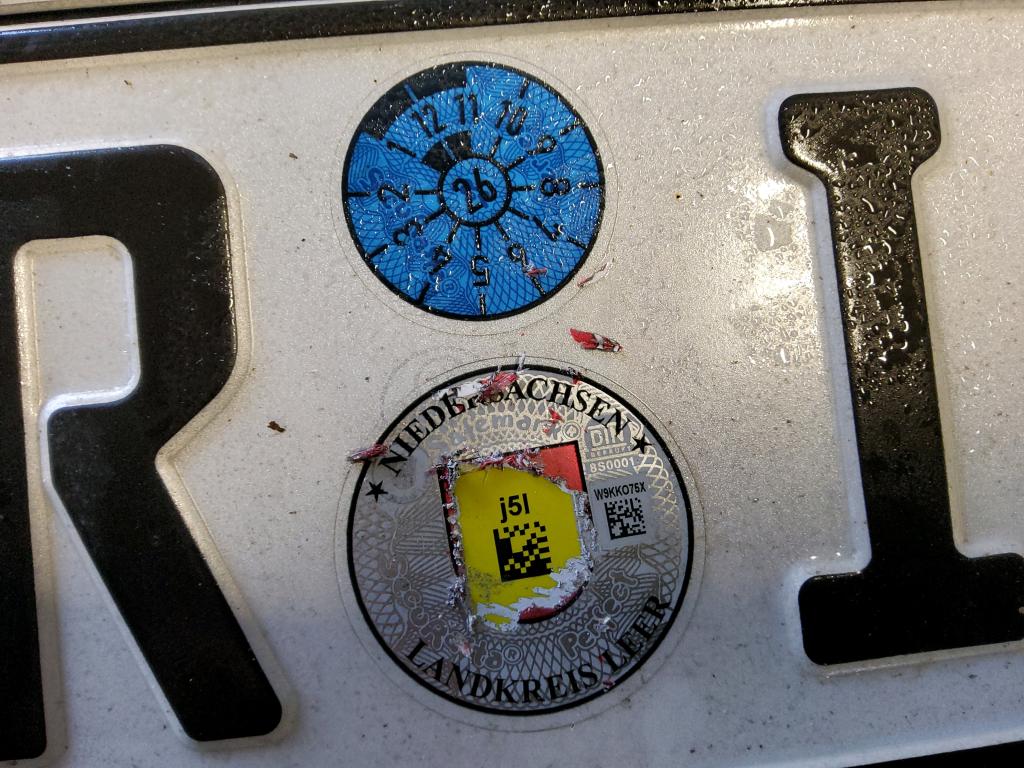 12 11 10 9 8 7 6 5 4 3 2 1
26
R I
NIEDERSACHSEN
DIN
GEPRÜFT
8S0001
W9KKO75X
j5l
LANDKREIS LEER